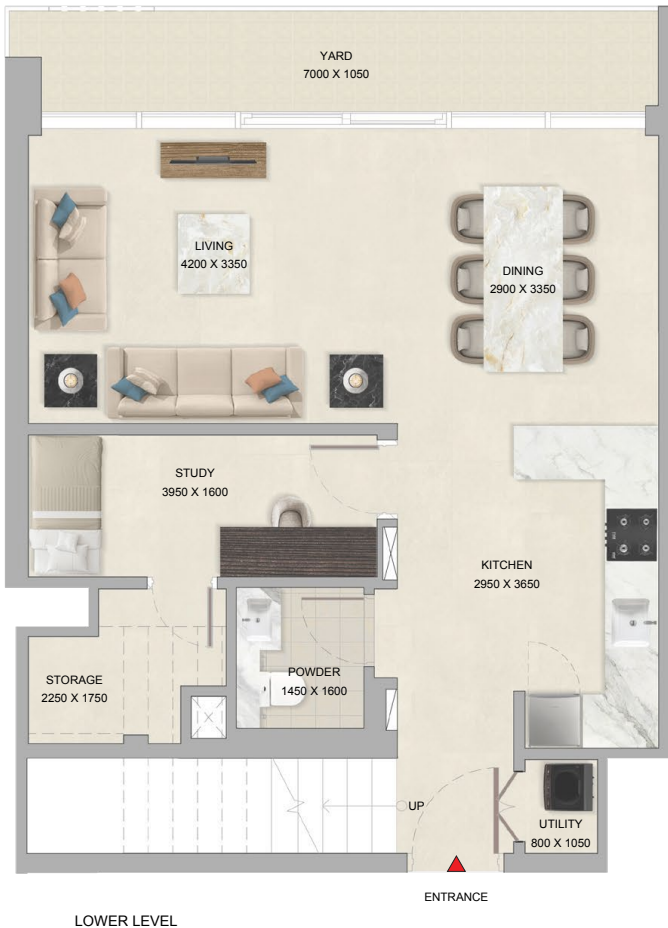 YARD
7000 X 1050
LIVING
4200 X 3350
DINING
2900 X 3350
STUDY
3950 X 1600
KITCHEN
2950 X 3650
STORAGE
2250 X 1750
POWDER
1450 X 1600
UP
UTILITY
800 X 1050
ENTRANCE
LOWER LEVEL